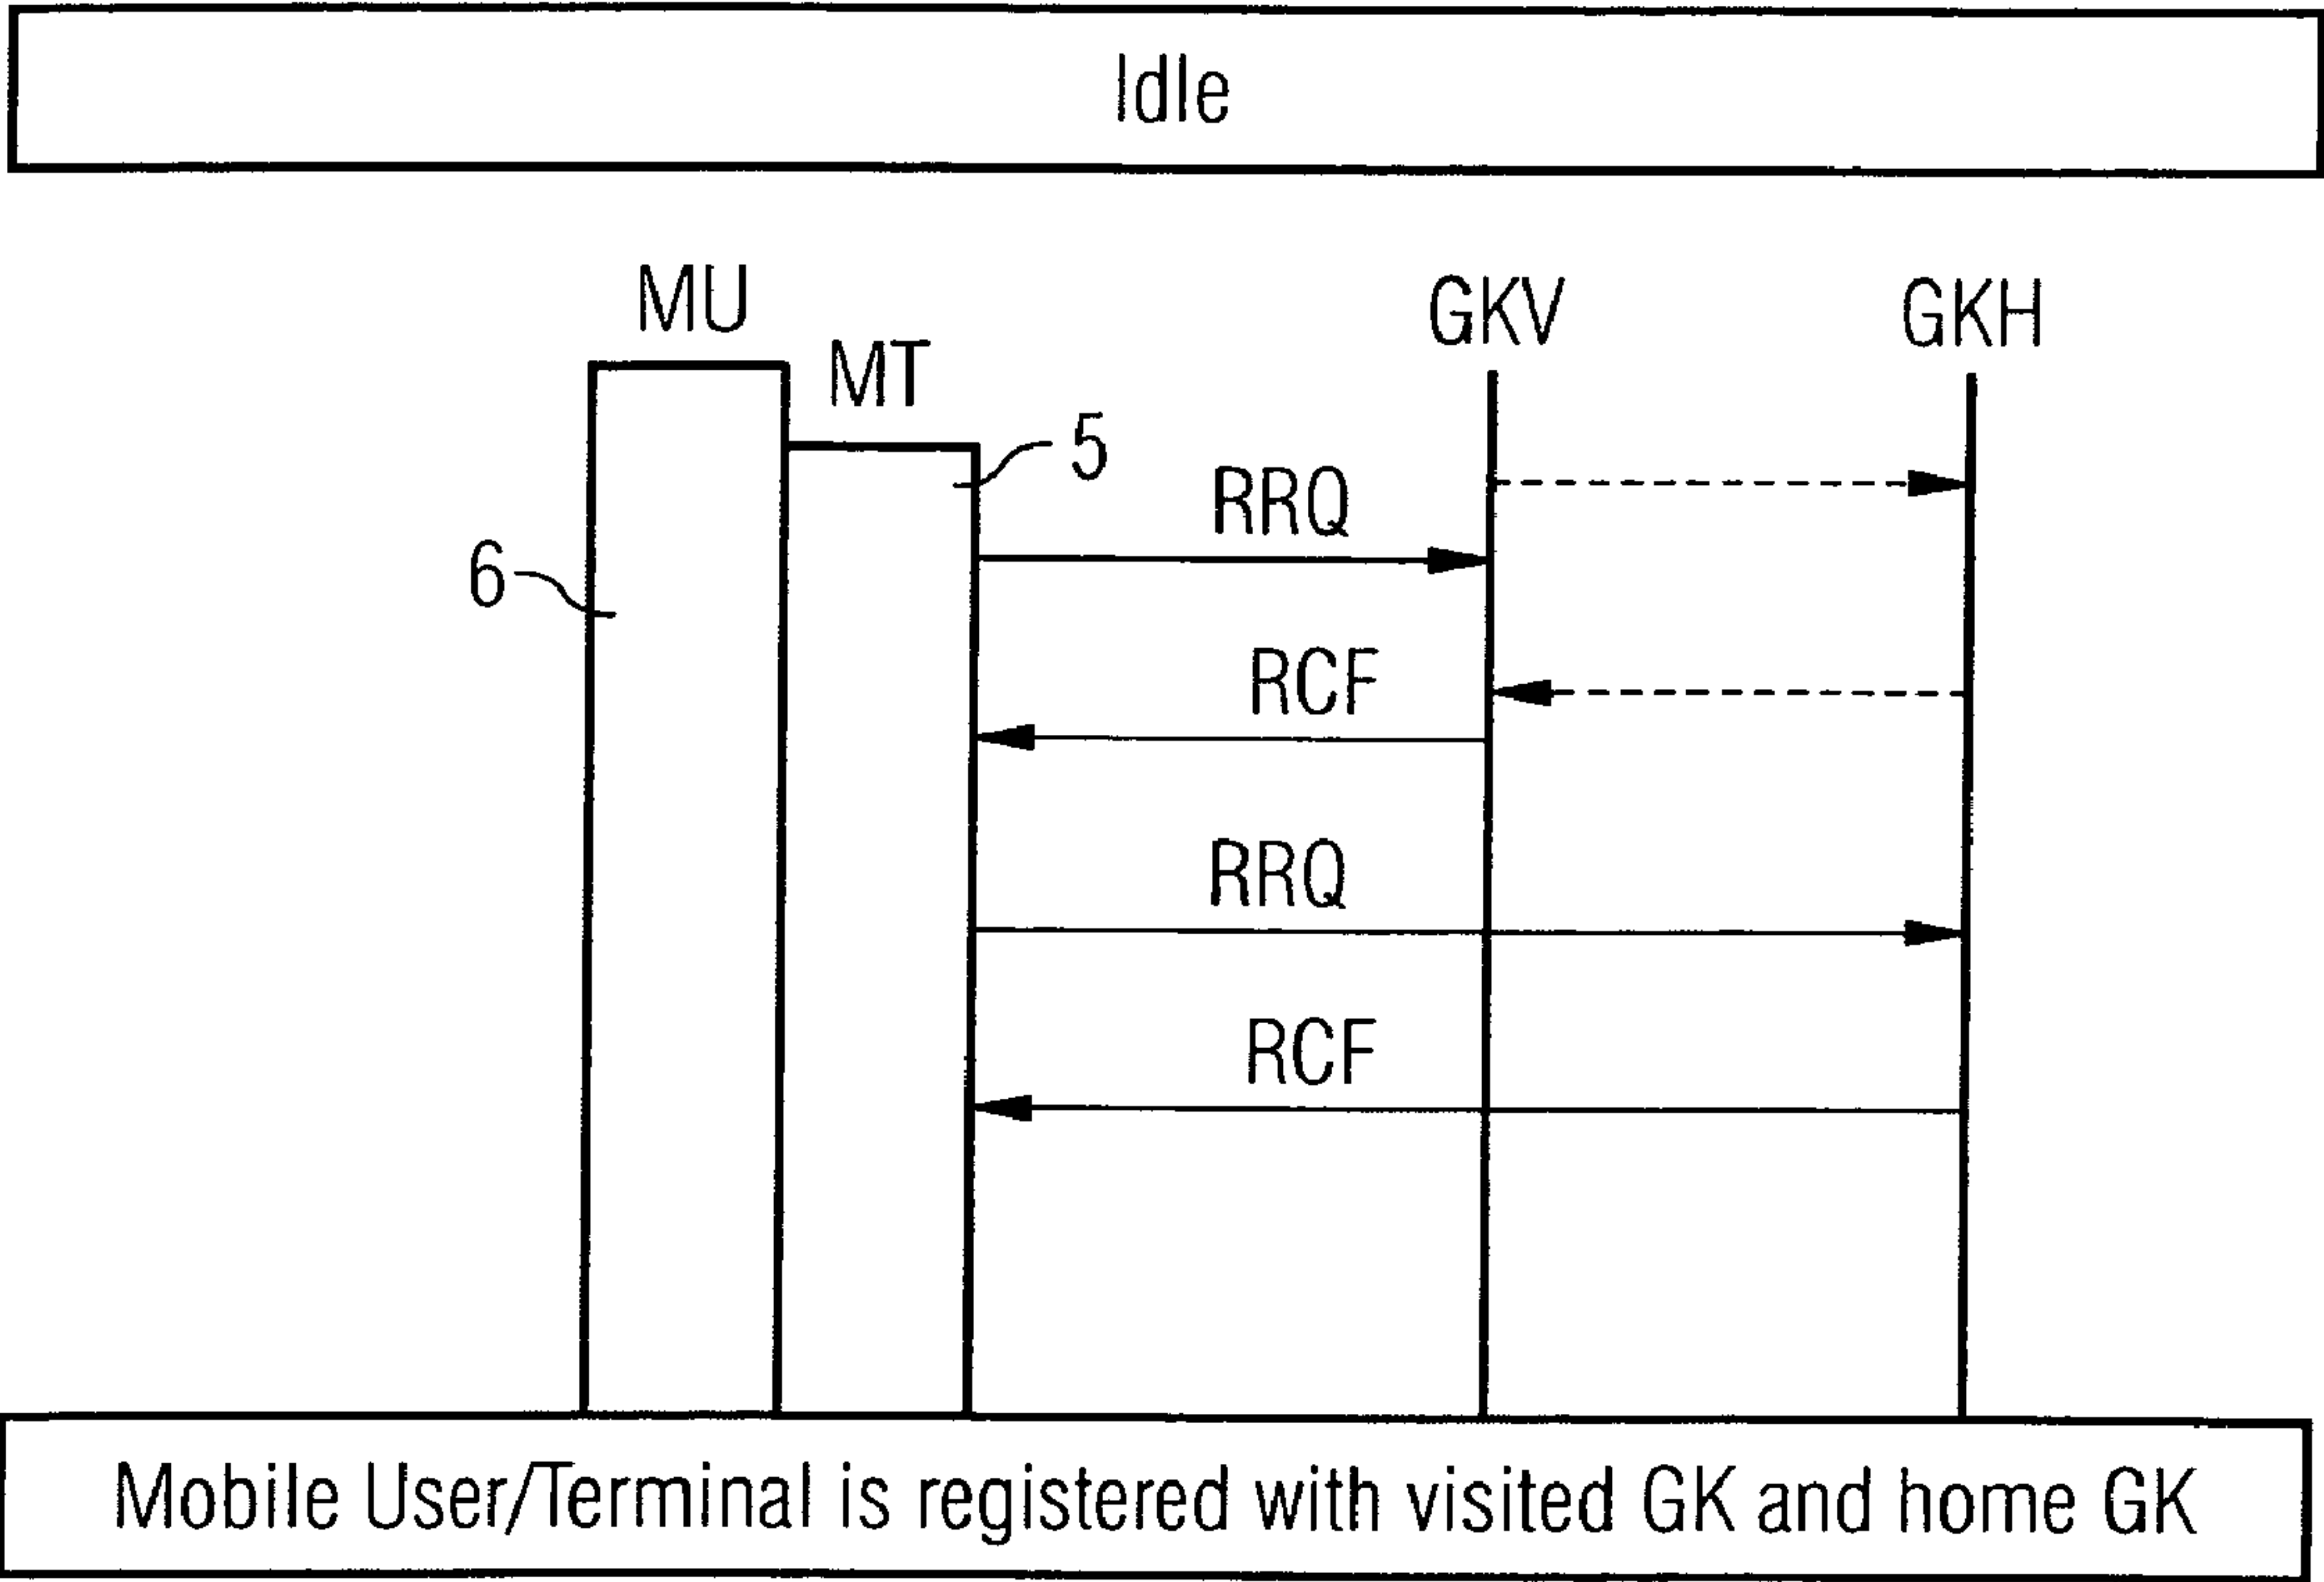 Idle
MU
GKV
GKH
MT
5
RRQ
6
RCF
RRQ
RCF
Mobile User/Terminal is registered with visited GK and home GK